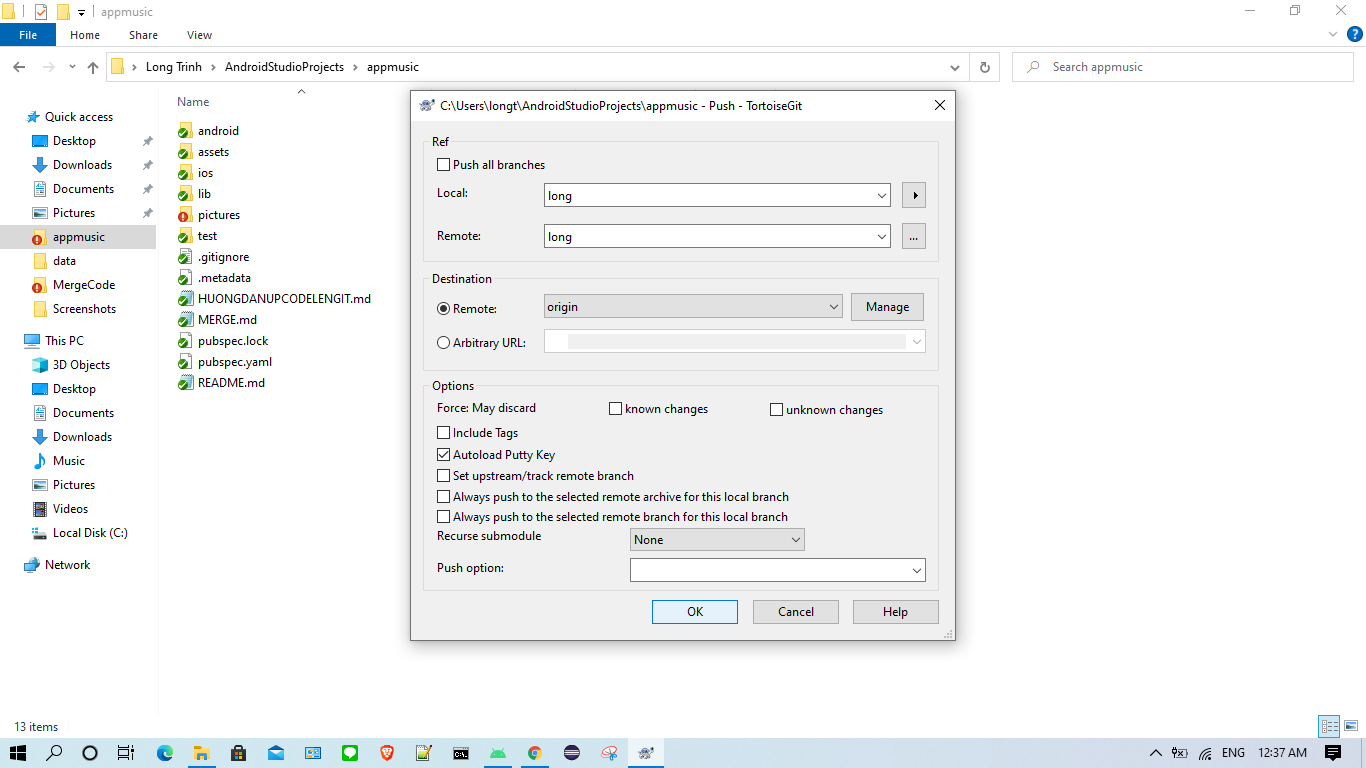 appmusic
File Home Share View
Long Trinh AndroidStudioProjects appmusic
Search appmusic
Quick access
Desktop
Downloads
Documents
Pictures
appmusic
data
MergeCode
Screenshots
This PC
3D Objects
Desktop
Documents
Downloads
Music
Pictures
Videos
Local Disk (C:)
Network
Name
android
assets
ios
lib
pictures
test
.gitignore
.metadata
HUONGDANUPCODELENGIT.md
MERGE.md
pubspec.lock
pubspec.yaml
README.md
C:\Users\longt\AndroidStudioProjects\appmusic - Push - TortoiseGit
Ref
Push all branches
Local: long
Remote: long ...
Destination
Remote: origin Manage
Arbitrary URL:
Options
Force: May discard known changes unknown changes
Include Tags
Autoload Putty Key
Set upstream/track remote branch
Always push to the selected remote archive for this local branch
Always push to the selected remote branch for this local branch
Recurse submodule None
Push option:
OK Cancel Help
13 items
ENG 12:37 AM